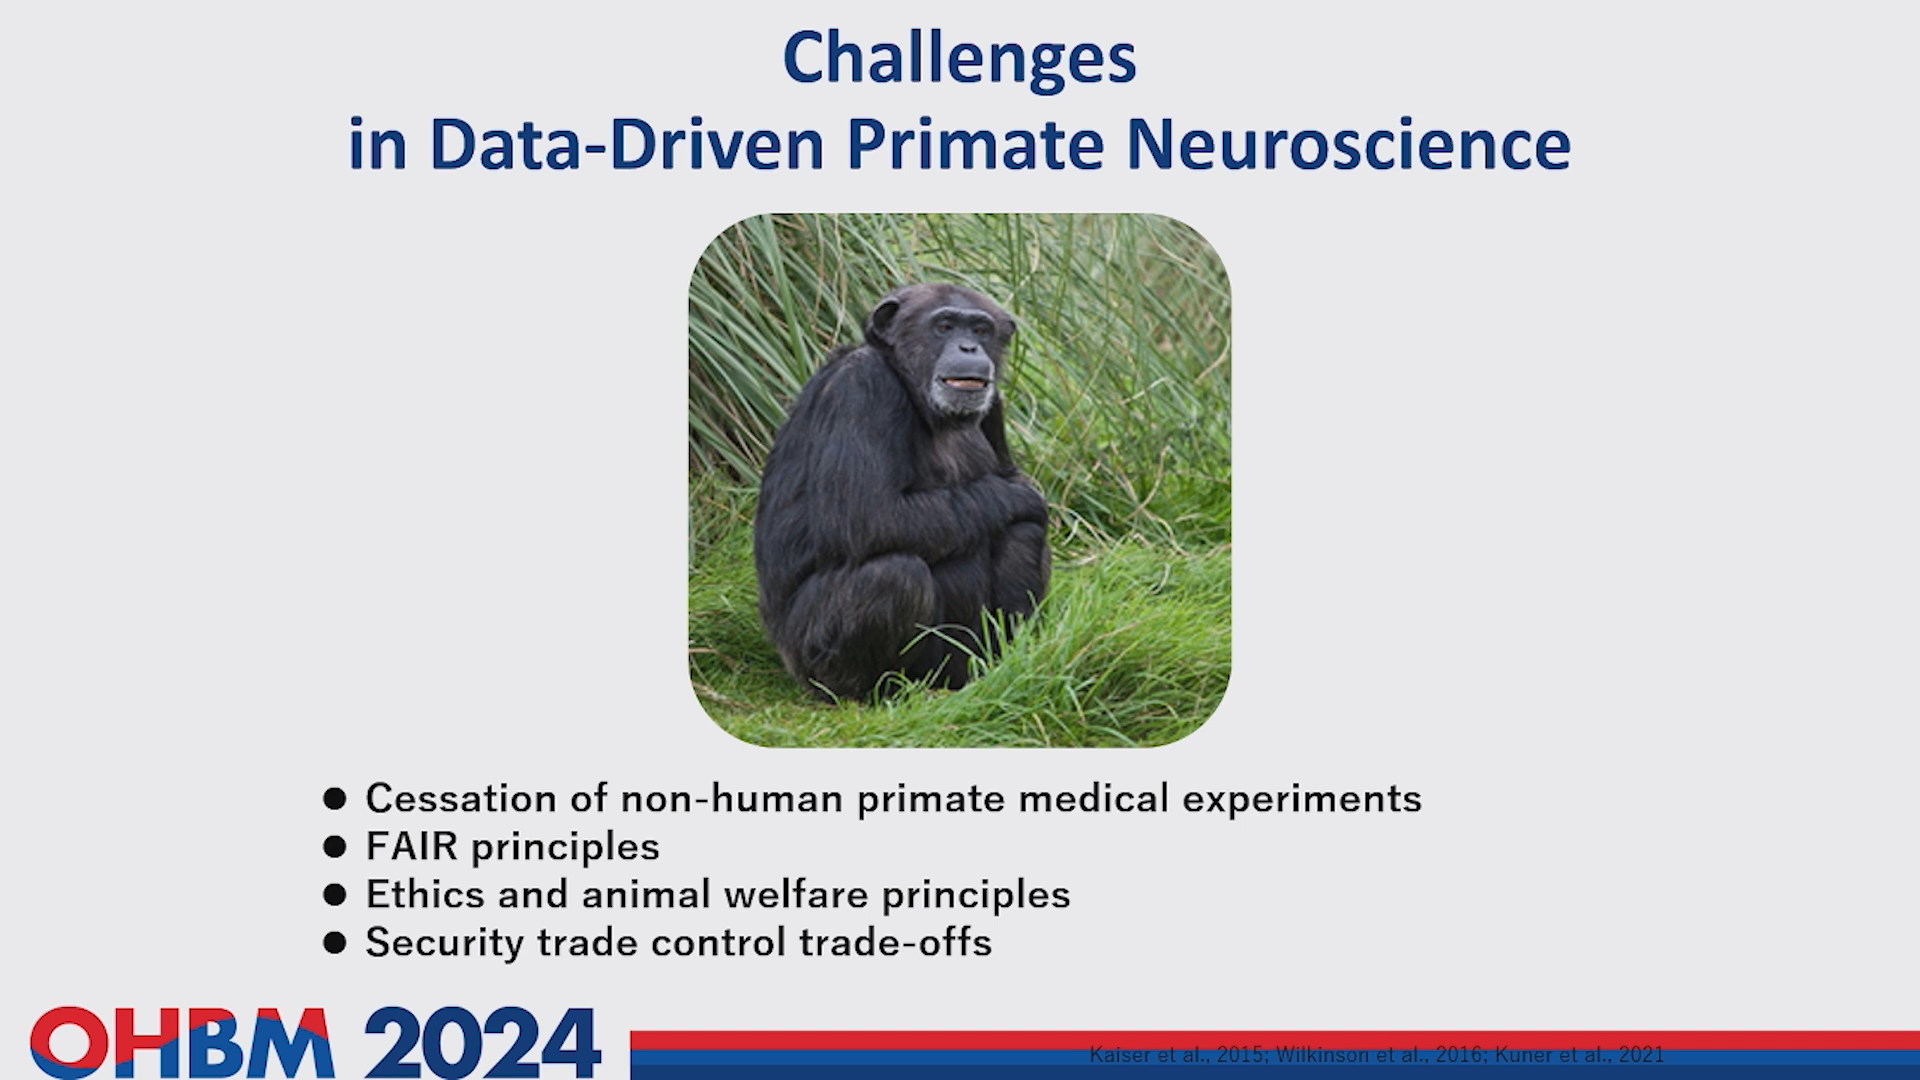 Challenges
in Data-Driven Primate Neuroscience
● Cessation of non-human primate medical experiments
● FAIR principles
● Ethics and animal welfare principles
● Security trade control trade-offs
OHBM 2024
Kaiser et al., 2015; Wilkinson et al., 2016; Kuner et al., 2021